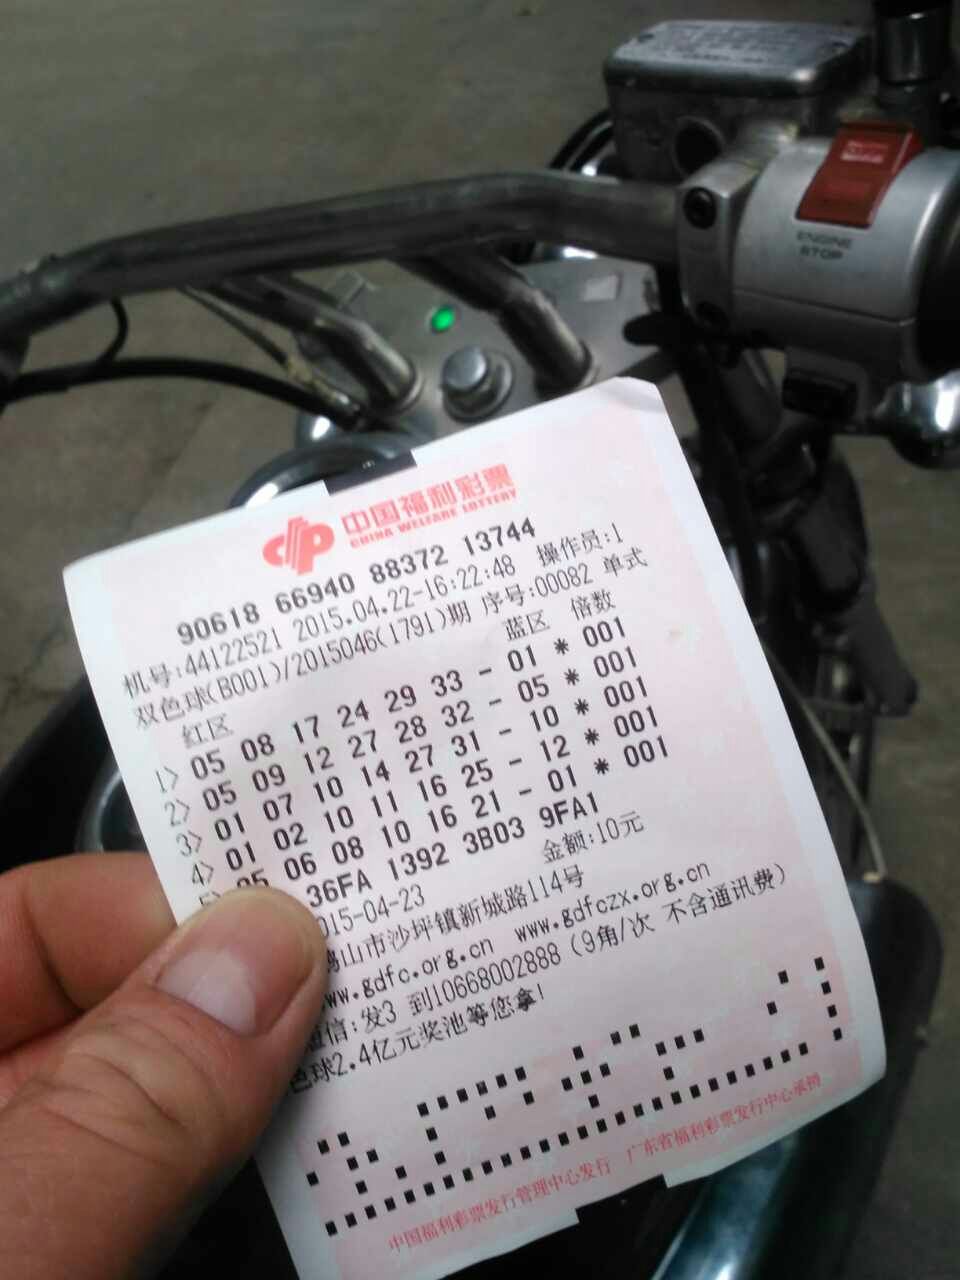 ENGINE
STOP
中国福利彩票
CHINA WELFARE LOTTERY
90618 66940 88372 13744
机号:44122521 2015.04.22-16:22:48 操作员:1
双色球(B001)/2015046(1791)期 序号:00082 单式
红区 蓝区 倍数
1> 05 08 17 24 29 33 - 01 * 001
2> 05 09 12 27 28 32 - 05 * 001
3> 01 07 10 14 27 31 - 10 * 001
4> 01 02 10 11 16 25 - 12 * 001
5> 05 06 08 10 16 21 - 01 * 001
36FA 1392 3B03 9FA1
015-04-23 金额:10元
鹤山市沙坪镇新城路114号
www.gdfc.org.cn www.gdfczx.org.cn
短信:发3 到10668002888(9角/次 不含通讯费)
色球2.4亿元奖池等您拿!
中国福利彩票发行管理中心发行 广东省福利彩票发行中心承销